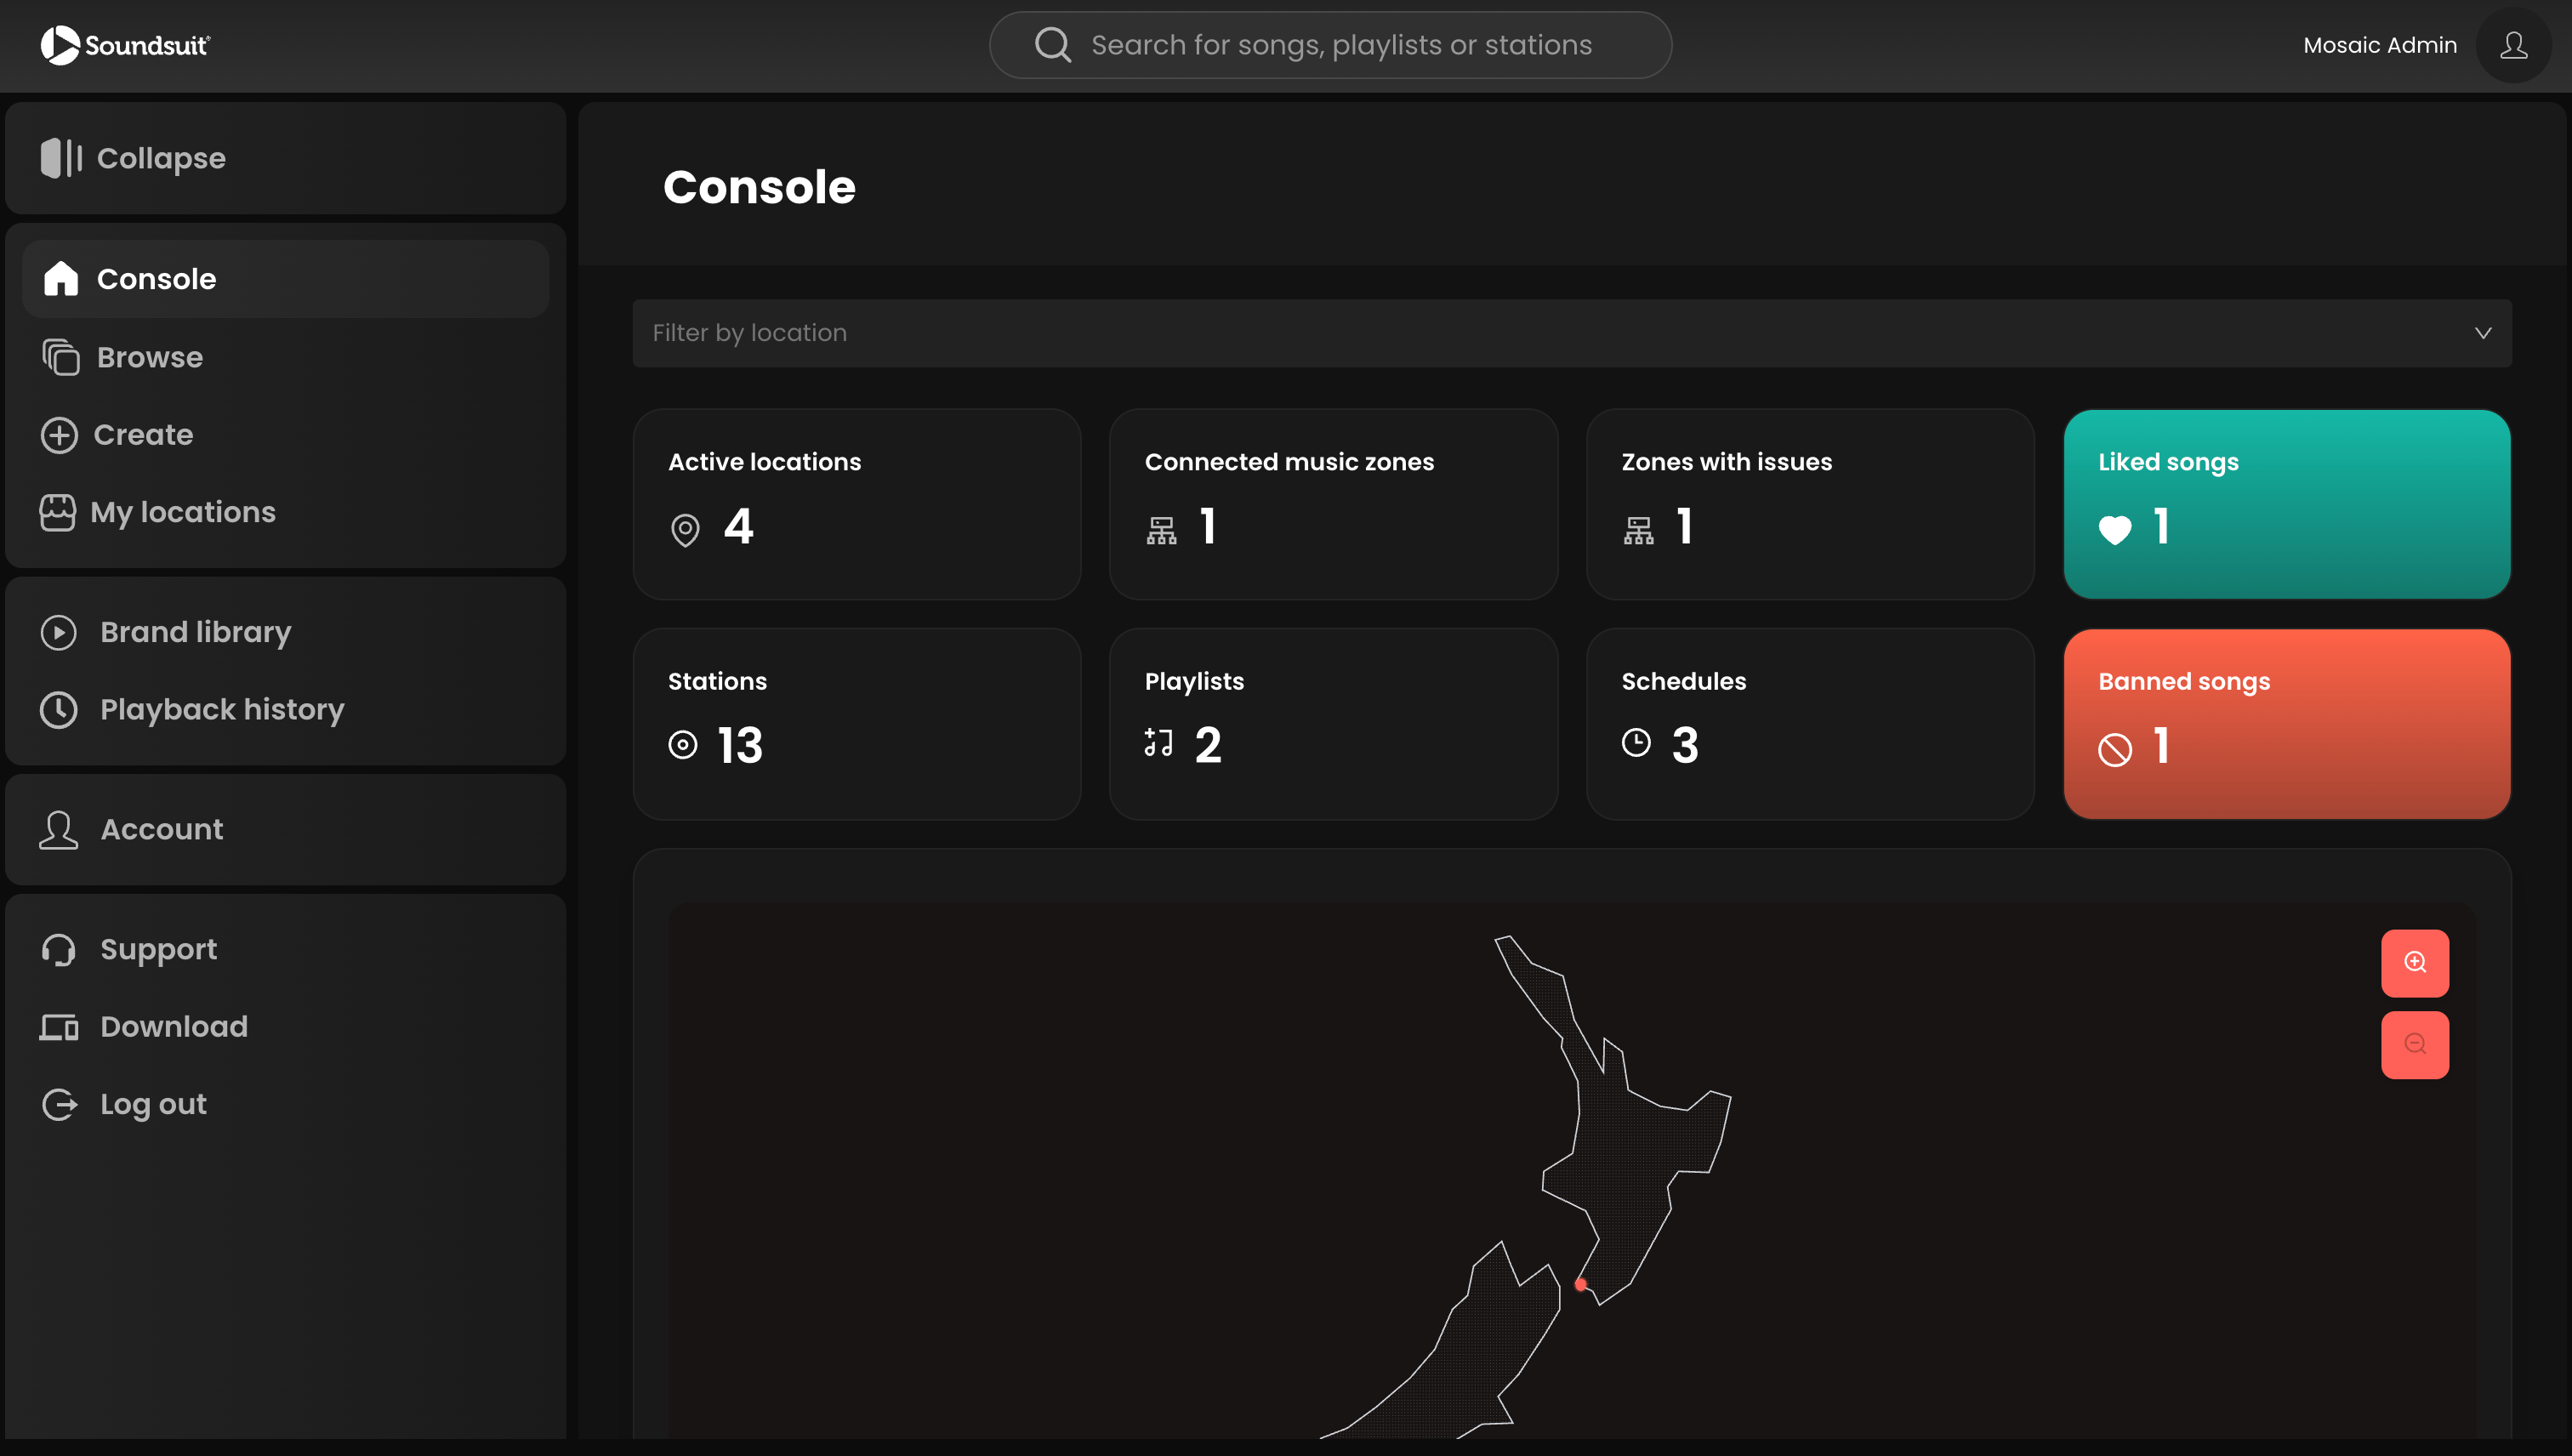 Soundsuit®
Search for songs, playlists or stations
Mosaic Admin
Collapse
Console
Browse
Create
My locations
Brand library
Playback history
Account
Support
Download
Log out
Console
Filter by location
Active locations
4
Connected music zones
1
Zones with issues
1
Liked songs
1
Stations
13
Playlists
2
Schedules
3
Banned songs
1